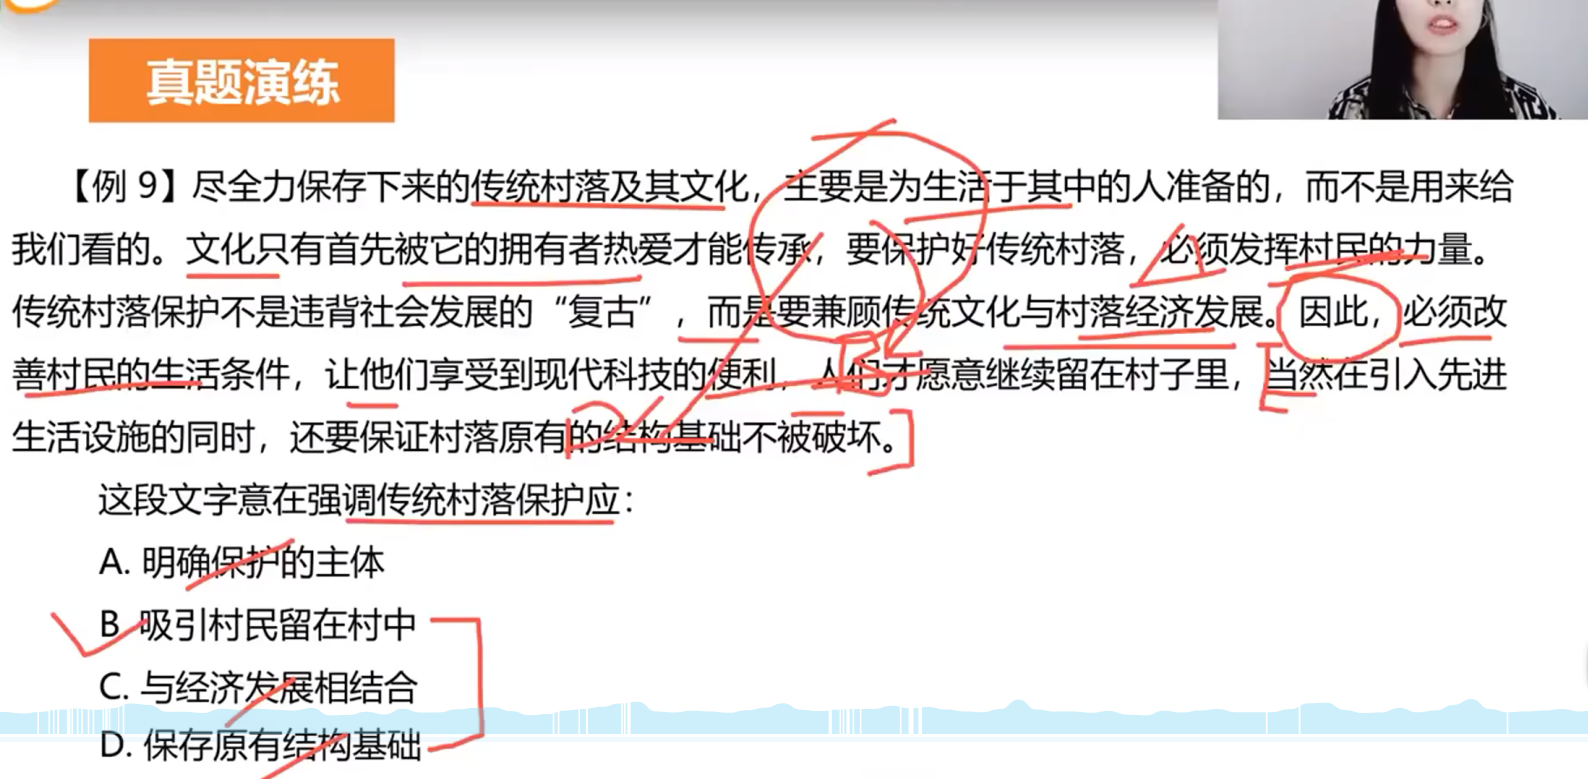 真题演练
【例 9】尽全力保存下来的传统村落及其文化，主要是为生活于其中的人准备的，而不是用来给
我们看的。文化只有首先被它的拥有者热爱才能传承，要保护好传统村落，必须发挥村民的力量。
传统村落保护不是违背社会发展的“复古”，而是要兼顾传统文化与村落经济发展。因此，必须改
善村民的生活条件，让他们享受到现代科技的便利，人们才愿意继续留在村子里，当然在引入先进
生活设施的同时，还要保证村落原有的结构基础不被破坏。
这段文字意在强调传统村落保护应：
A. 明确保护的主体
B 吸引村民留在村中
C. 与经济发展相结合
D. 保存原有结构基础